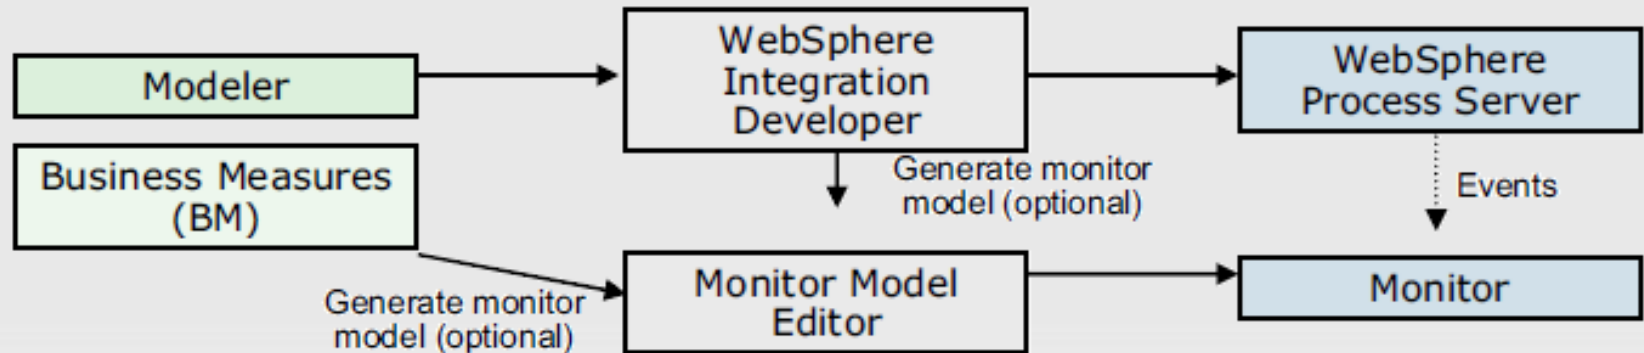 Modeler
WebSphere
Integration
Developer
WebSphere
Process Server
Business Measures
(BM)
Generate monitor
model (optional)
Events
Generate monitor
model (optional)
Monitor Model
Editor
Monitor